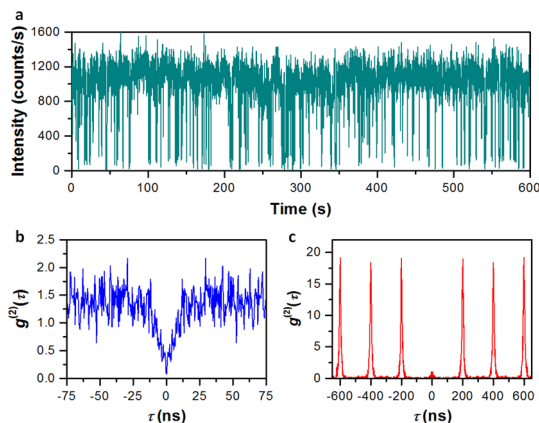 a
Intensity (counts/s)
1600
1200
800
400
0
0 100 200 300 400 500 600
Time (s)
b
g(2)(τ)
2.5
2.0
1.5
1.0
0.5
0.0
-75 -50 -25 0 25 50 75
τ (ns)
c
g(2)(τ)
20
15
10
5
0
-600 -400 -200 0 200 400 600
τ (ns)